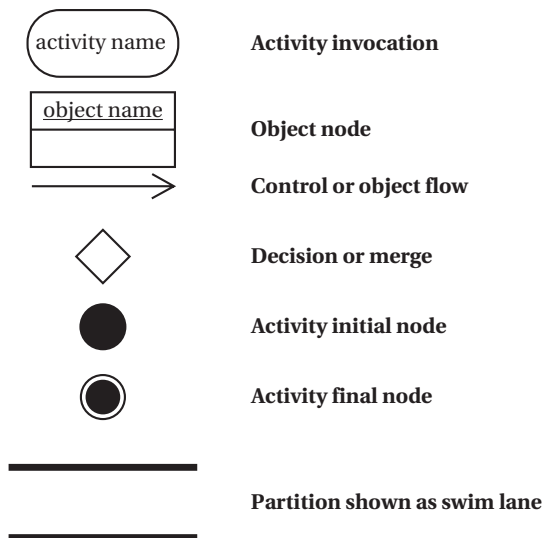 activity name Activity invocation
object name
Object node
Control or object flow
Decision or merge
Activity initial node
Activity final node
Partition shown as swim lane